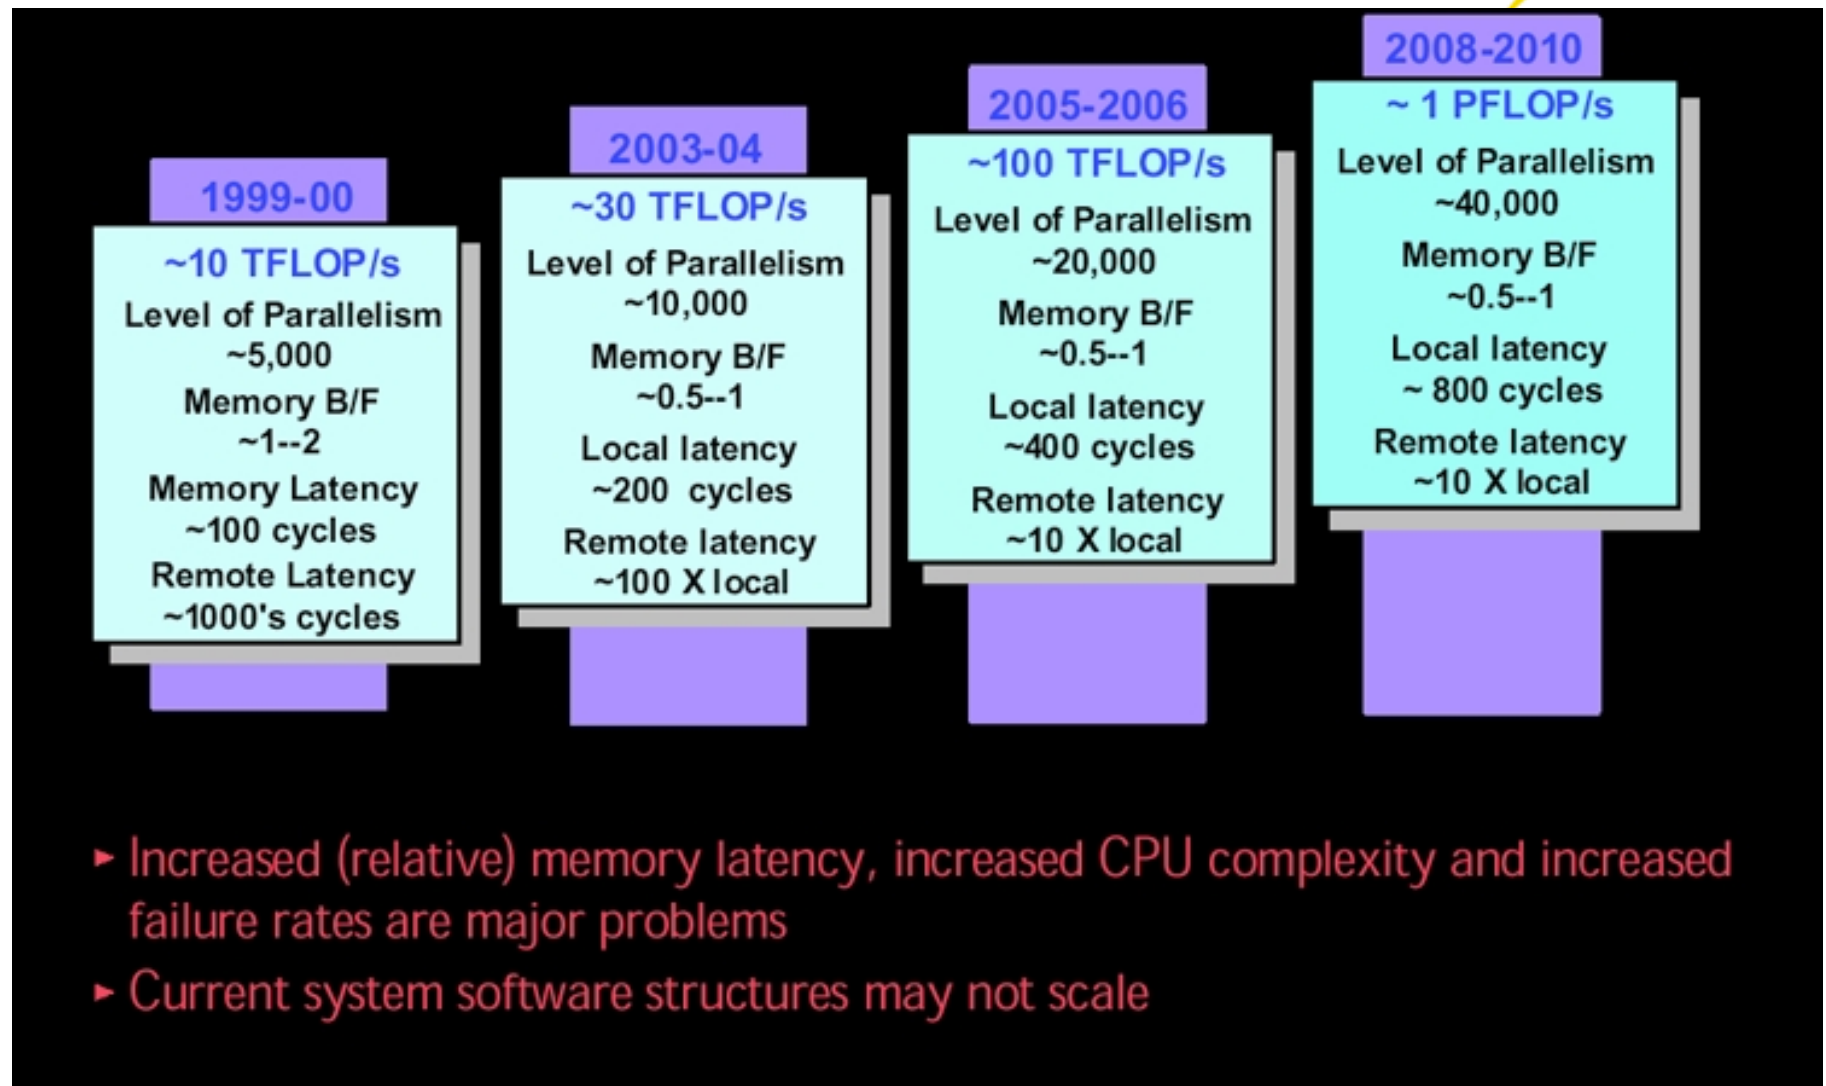 1999-00
~10 TFLOP/s
Level of Parallelism
~5,000
Memory B/F
~1--2
Memory Latency
~100 cycles
Remote Latency
~1000's cycles
2003-04
~30 TFLOP/s
Level of Parallelism
~10,000
Memory B/F
~0.5--1
Local latency
~200 cycles
Remote latency
~100 X local
2005-2006
~100 TFLOP/s
Level of Parallelism
~20,000
Memory B/F
~0.5--1
Local latency
~400 cycles
Remote latency
~10 X local
2008-2010
~ 1 PFLOP/s
Level of Parallelism
~40,000
Memory B/F
~0.5--1
Local latency
~ 800 cycles
Remote latency
~10 X local
► Increased (relative) memory latency, increased CPU complexity and increased
failure rates are major problems
► Current system software structures may not scale